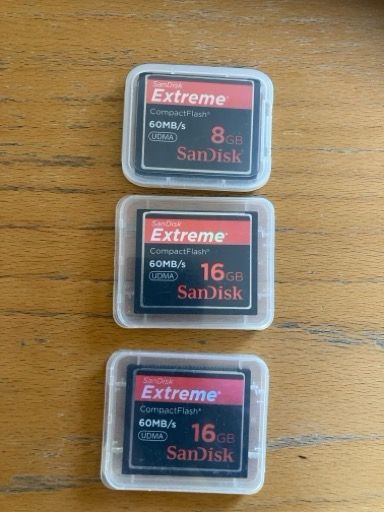 SanDisk
Extreme®
CompactFlash®
60MB/s
UDMA
8GB
SanDisk
SanDisk
Extreme®
CompactFlash®
60MB/s
UDMA
16GB
SanDisk
SanDisk
Extreme®
CompactFlash®
60MB/s
UDMA
16GB
SanDisk